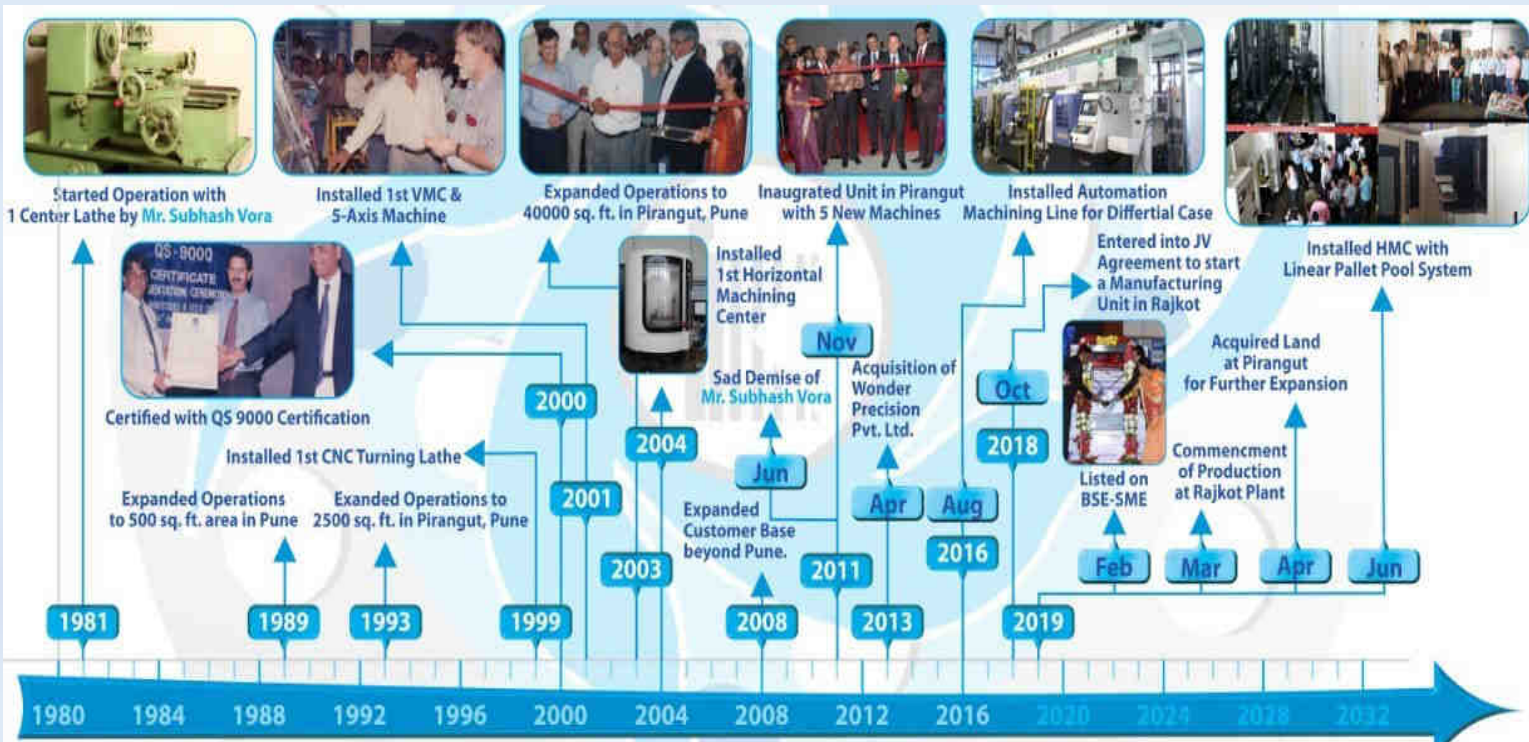 Started Operation with
1 Center Lathe by Mr. Subhash Vora
Installed 1st VMC &
5-Axis Machine
Expanded Operations to
40000 sq. ft. in Pirangut, Pune
Inaugrated Unit in Pirangut
with 5 New Machines
Installed Automation
Machining Line for Differtial Case
Installed HMC with
Linear Pallet Pool System
QS-9000
CERTIFICATE
Certified with QS 9000 Certification
Installed
1st Horizontal
Machining
Center
Entered into JV
Agreement to start
a Manufacturing
Unit in Rajkot
Nov
Sad Demise of
Mr. Subhash Vora
Acquisition of
Wonder
Precision
Pvt. Ltd.
Oct
Acquired Land
at Pirangut
for Further Expansion
2000
Installed 1st CNC Turning Lathe
2004
2018
Jun
Listed on
BSE-SME
Commencment
of Production
at Rajkot Plant
Expanded Operations
to 500 sq. ft. area in Pune
Exanded Operations to
2500 sq. ft. in Pirangut, Pune
2001
Expanded
Customer Base
beyond Pune.
Apr
Aug
2003
2011
2016
Feb
Mar
Apr
Jun
1981
1989
1993
1999
2008
2013
2019
1980 1984 1988 1992 1996 2000 2004 2008 2012 2016 2020 2024 2028 2032